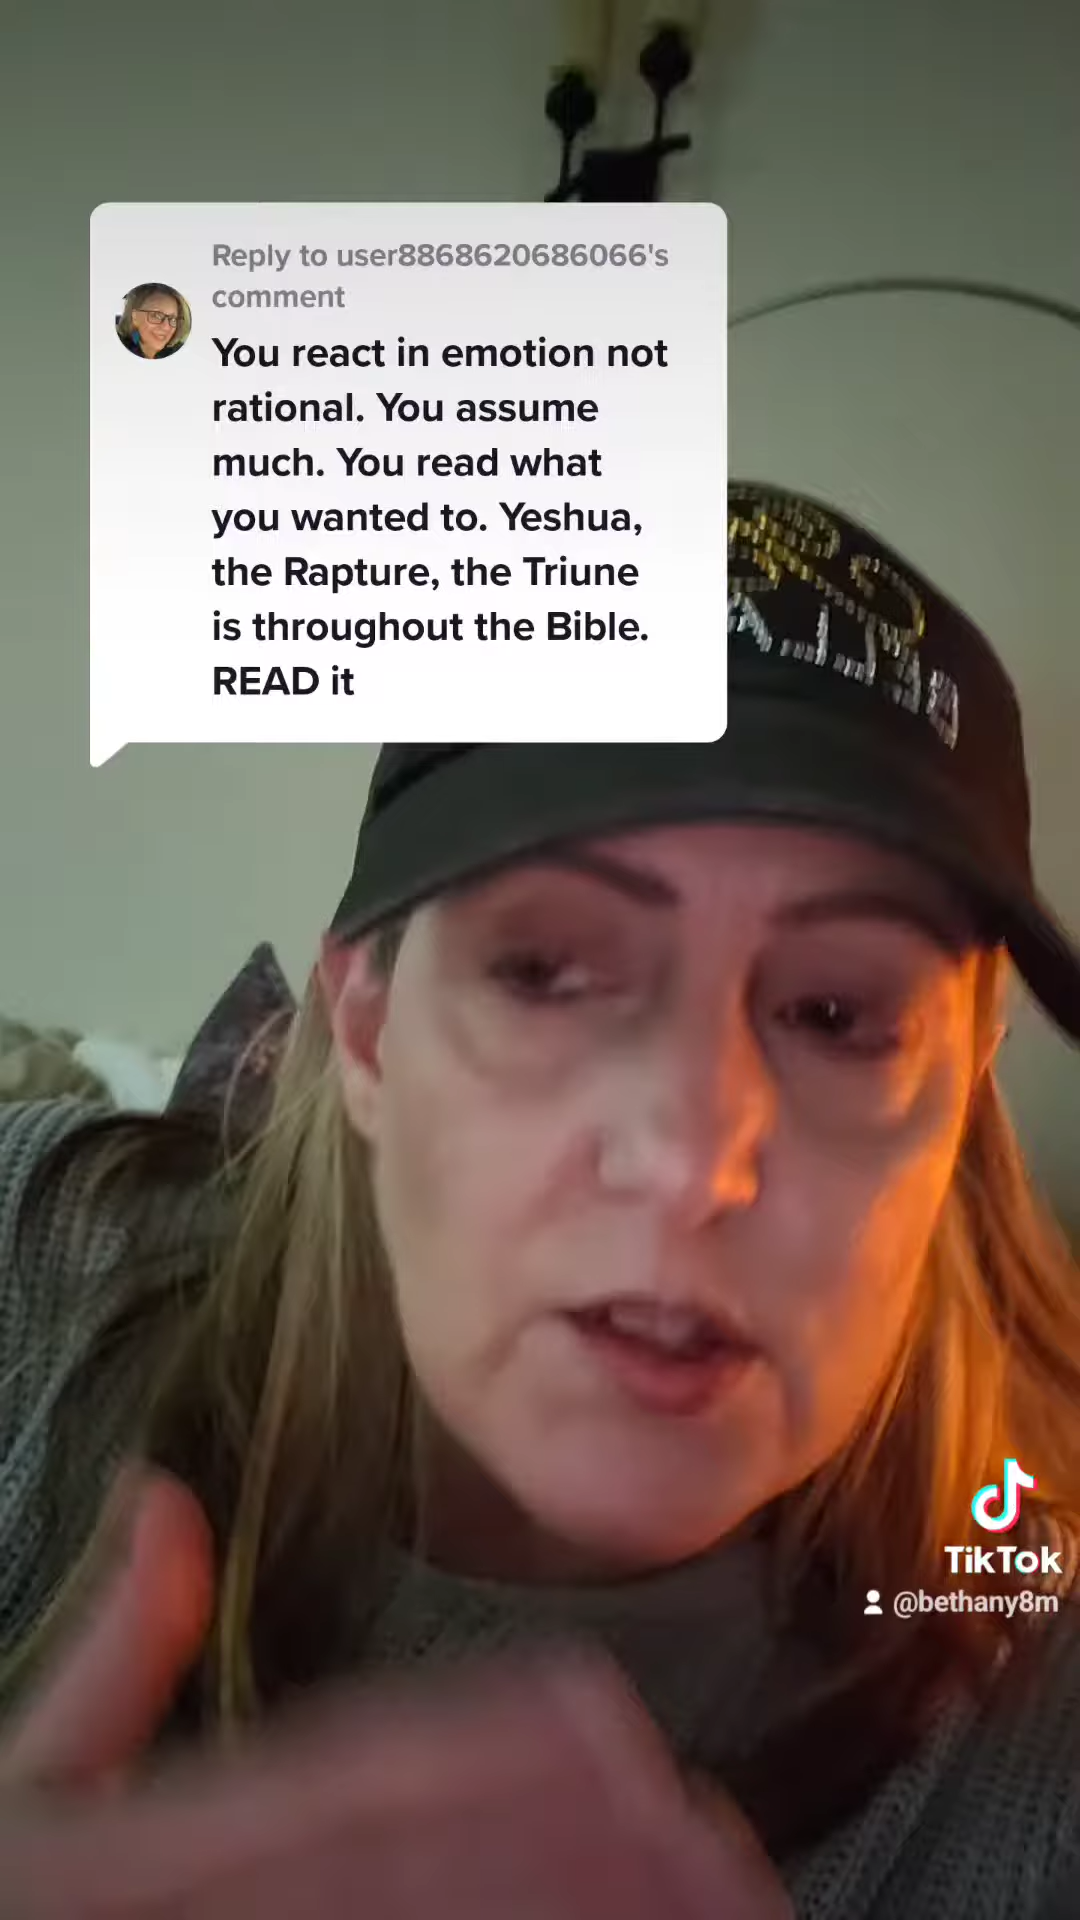 Reply to user8868620686066's
comment
You react in emotion not
rational. You assume
much. You read what
you wanted to. Yeshua,
the Rapture, the Triune
is throughout the Bible.
READ it
TikTok
@bethany8m